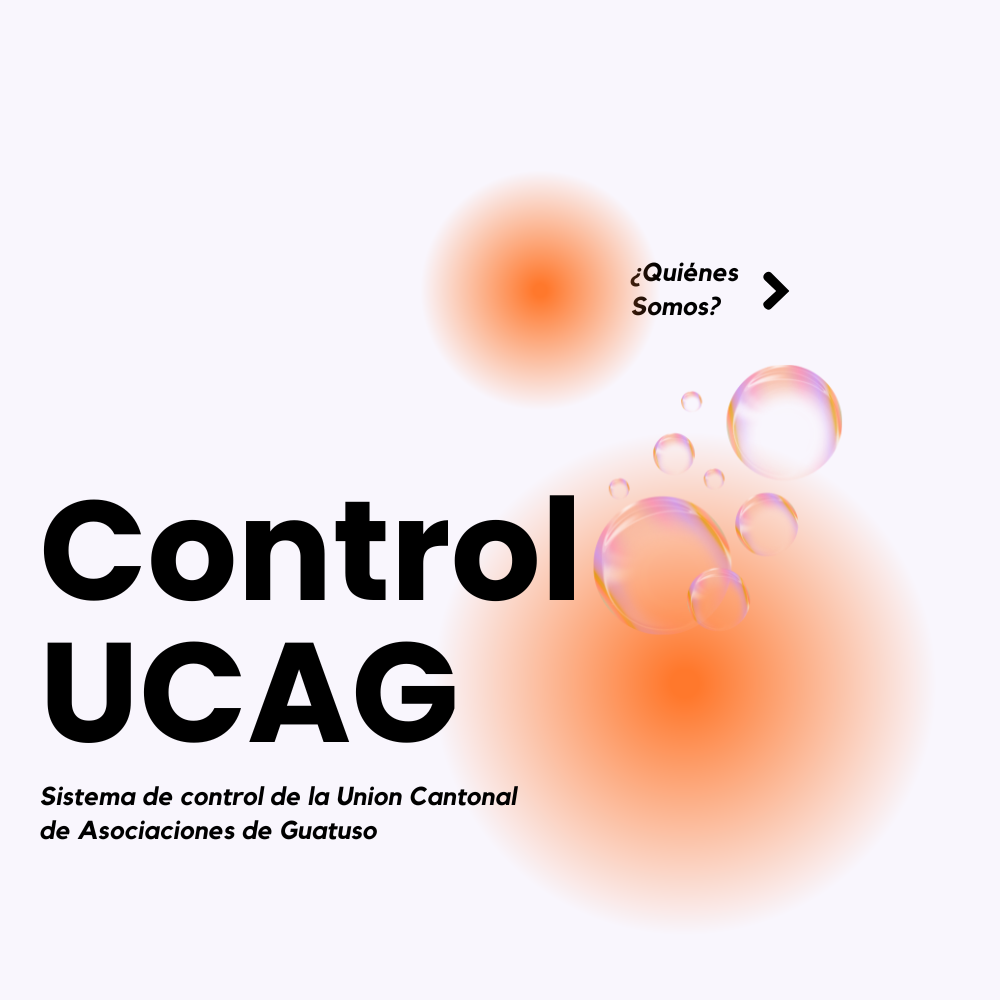 ¿Quiénes
Somos?
Control
UCAG
Sistema de control de la Union Cantonal
de Asociaciones de Guatuso